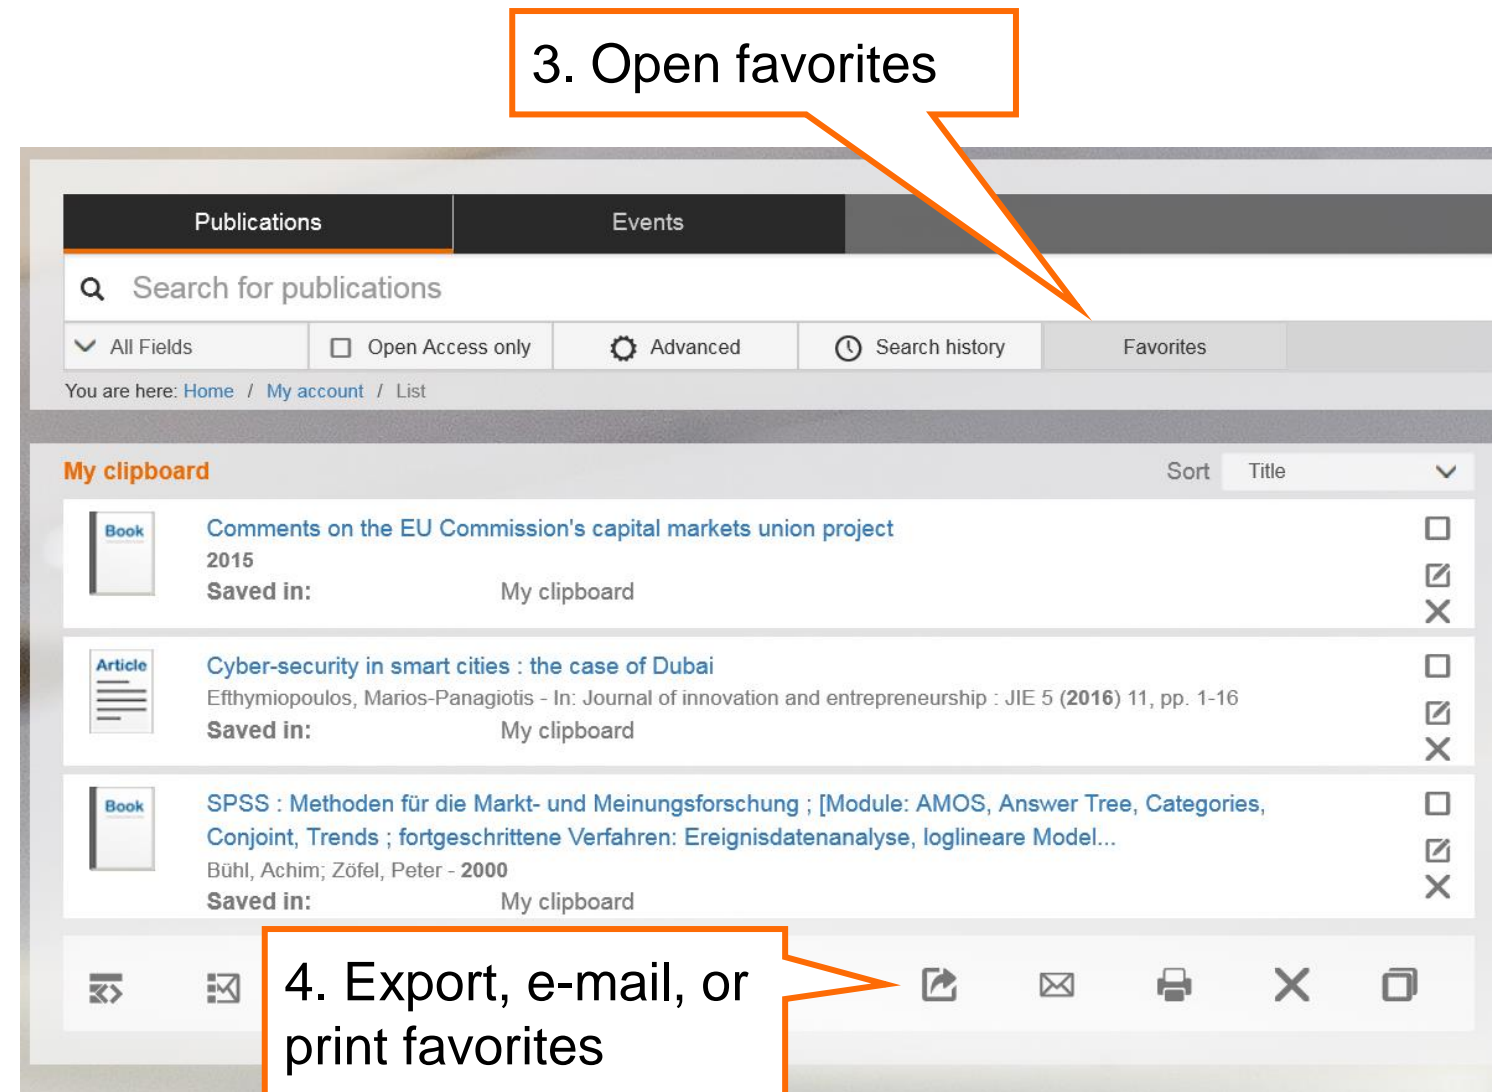 3. Open favorites
Publications
Events
Search for publications
All Fields
Open Access only
Advanced
Search history
Favorites
You are here: Home / My account / List
My clipboard
Sort
Title
Book
Comments on the EU Commission's capital markets union project
2015
Saved in: My clipboard
Article
Cyber-security in smart cities : the case of Dubai
Efthymiopoulos, Marios-Panagiotis - In: Journal of innovation and entrepreneurship : JIE 5 (2016) 11, pp. 1-16
Saved in: My clipboard
Book
SPSS : Methoden für die Markt- und Meinungsforschung ; [Module: AMOS, Answer Tree, Categories,
Conjoint, Trends ; fortgeschrittene Verfahren: Ereignisdatenanalyse, loglineare Model...
Bühl, Achim; Zöfel, Peter - 2000
Saved in: My clipboard
4. Export, e-mail, or
print favorites